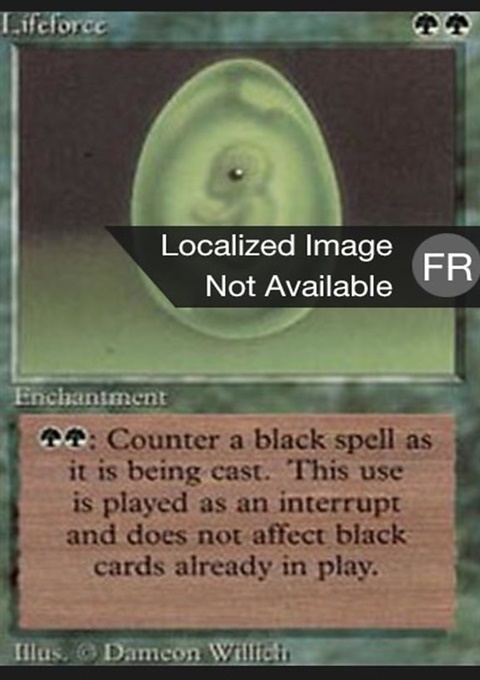 Lifeforce
Localized Image
Not Available
FR
Enchantment
: Counter a black spell as
it is being cast. This use
is played as an interrupt
and does not affect black
cards already in play.
Illus. © Dameon Willich